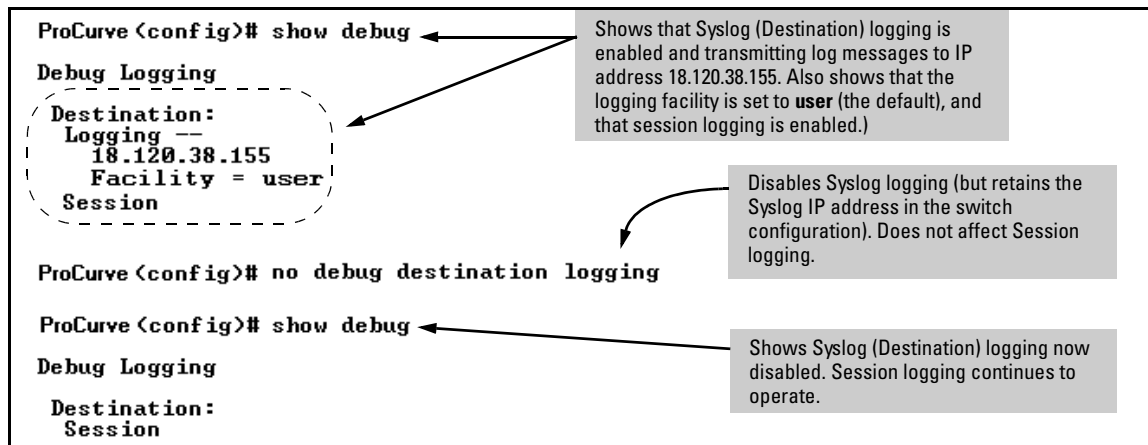 ProCurve <config># show debug
Shows that Syslog (Destination) logging is
enabled and transmitting log messages to IP
address 18.120.38.155. Also shows that the
logging facility is set to user (the default), and
that session logging is enabled.)
Debug Logging
Destination:
Logging --
18.120.38.155
Facility = user
Session
Disables Syslog logging (but retains the
Syslog IP address in the switch
configuration). Does not affect Session
logging.
ProCurve <config># no debug destination logging
ProCurve <config># show debug
Shows Syslog (Destination) logging now
disabled. Session logging continues to
operate.
Debug Logging
Destination:
Session